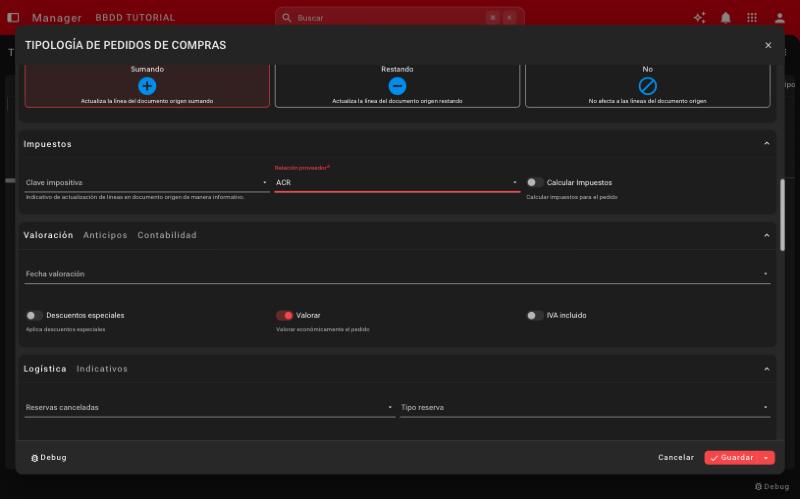 Manager BBDD TUTORIAL Buscar ⌘ K
TIPOLOGÍA DE PEDIDOS DE COMPRAS
Sumando Restando No
Actualiza la línea del documento origen sumando Actualiza la línea del documento origen restando No afecta a las líneas del documento origen
Impuestos
Relación proveedor*
Clave impositiva ACR Calcular Impuestos
Indicativo de actualización de líneas en documento origen de manera informativo. Calcular impuestos para el pedido
Valoración Anticipos Contabilidad
Fecha valoración
Descuentos especiales Valorar IVA incluido
Aplica descuentos especiales Valorar económicamente el pedido
Logística Indicativos
Reservas canceladas Tipo reserva
Debug Cancelar Guardar
Debug